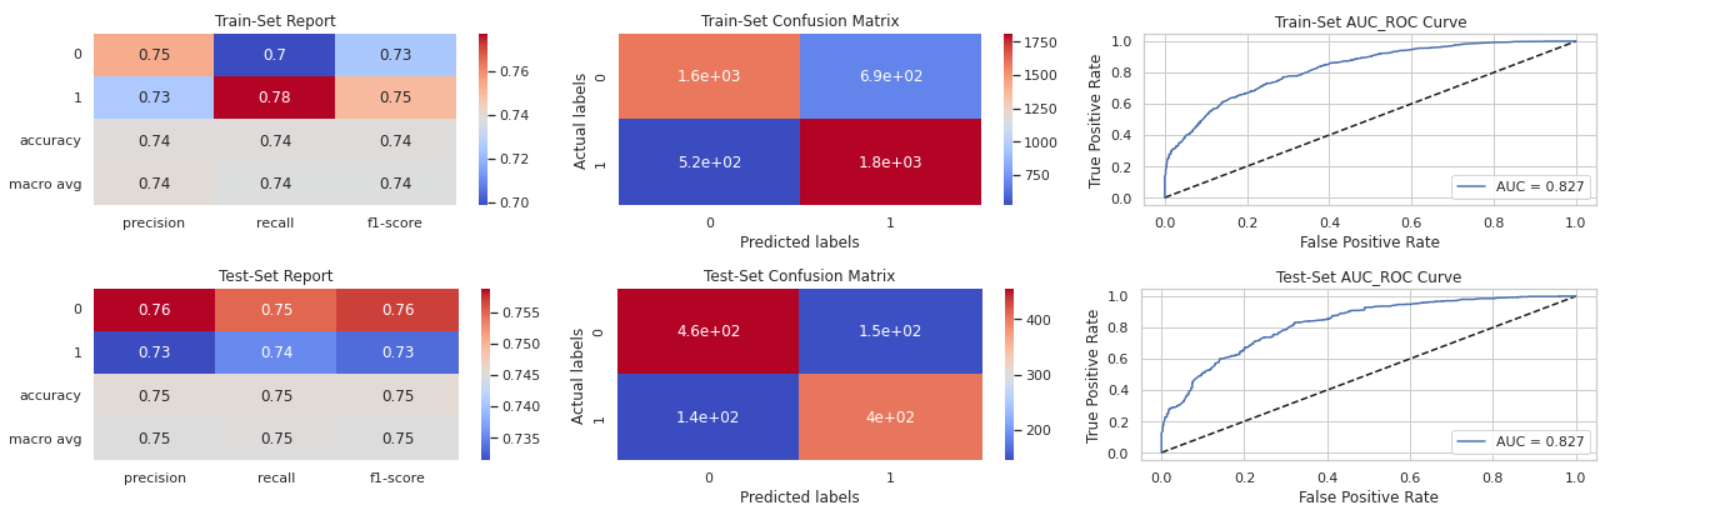 Train-Set Report
0 0.75 0.7 0.73 0.76
1 0.73 0.78 0.75 0.74
accuracy 0.74 0.74 0.74 0.72
macro avg 0.74 0.74 0.74 0.70
precision recall f1-score
Train-Set Confusion Matrix
Actual labels
0 1.6e+03 6.9e+02
1 5.2e+02 1.8e+03
1750
1500
1250
1000
750
0 1
Predicted labels
Train-Set AUC_ROC Curve
True Positive Rate
1.0
0.8
0.6
0.4
0.2
0.0
AUC = 0.827
0.0 0.2 0.4 0.6 0.8 1.0
False Positive Rate
Test-Set Report
0 0.76 0.75 0.76
1 0.73 0.74 0.73
accuracy 0.75 0.75 0.75
macro avg 0.75 0.75 0.75
0.755
0.750
0.745
0.740
0.735
precision recall f1-score
Test-Set Confusion Matrix
Actual labels
0 4.6e+02 1.5e+02
1 1.4e+02 4e+02
400
300
200
0 1
Predicted labels
Test-Set AUC_ROC Curve
True Positive Rate
1.0
0.8
0.6
0.4
0.2
0.0
AUC = 0.827
0.0 0.2 0.4 0.6 0.8 1.0
False Positive Rate